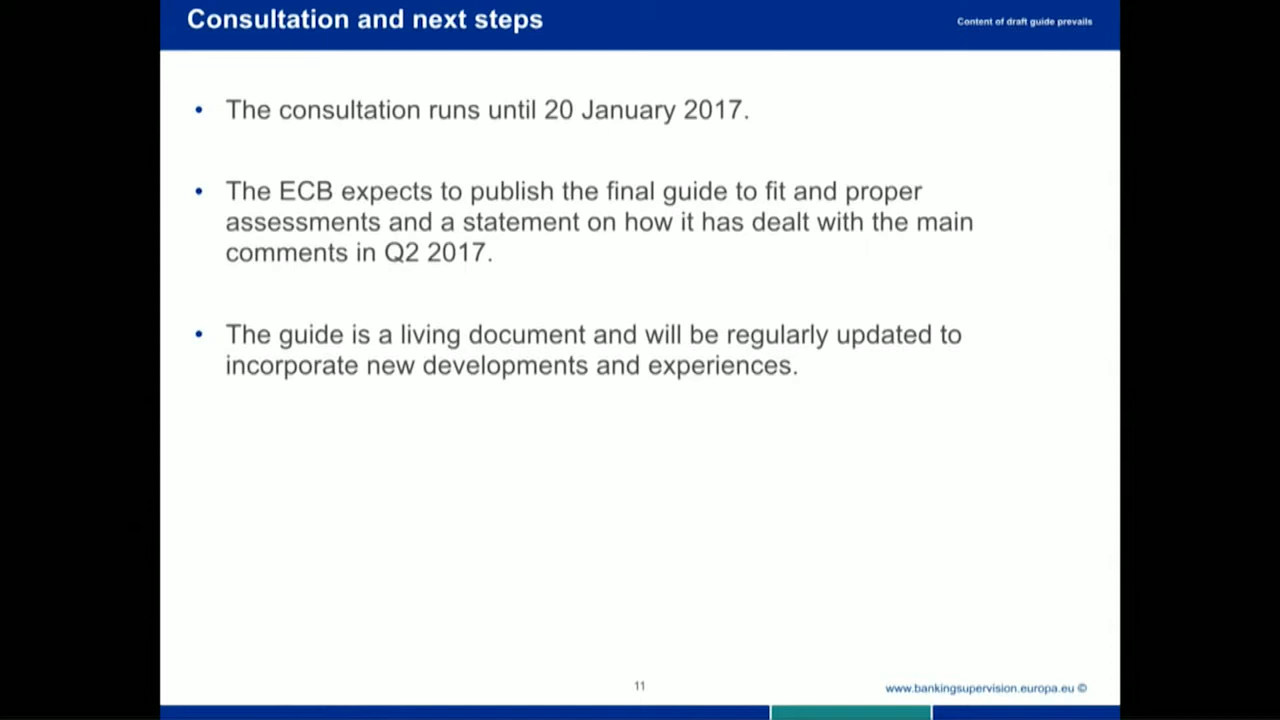 Consultation and next steps
Content of draft guide prevails
• The consultation runs until 20 January 2017.
• The ECB expects to publish the final guide to fit and proper
assessments and a statement on how it has dealt with the main
comments in Q2 2017.
• The guide is a living document and will be regularly updated to
incorporate new developments and experiences.
11
www.bankingsupervision.europa.eu ©